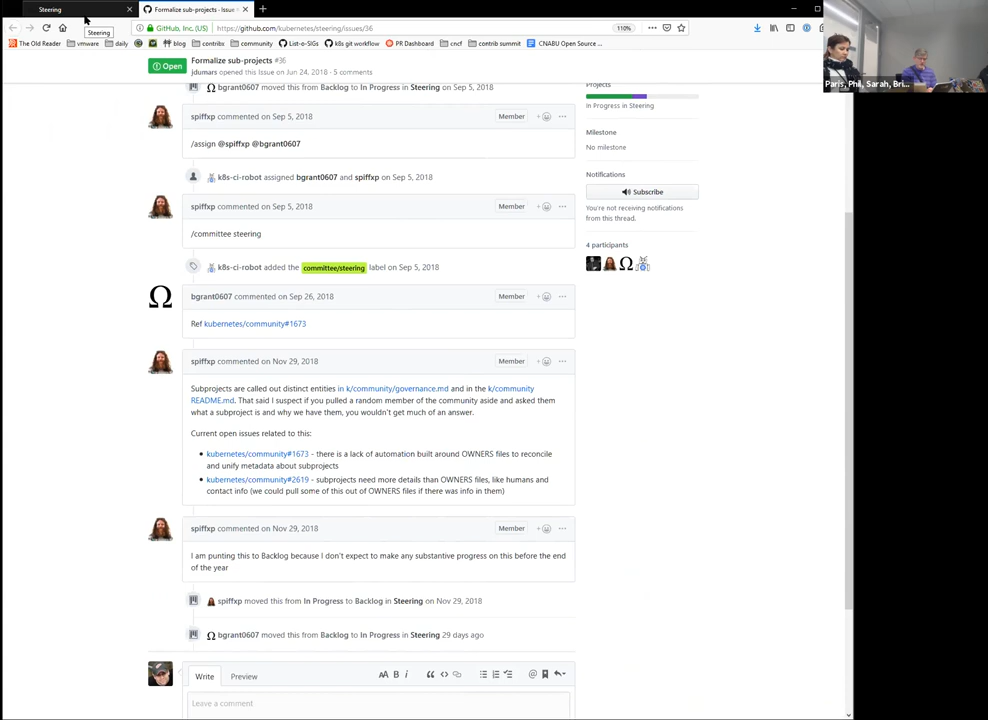 Steering
Formalize sub-projects · Issue
Steering
GitHub, Inc. (US)
https://github.com/kubernetes/steering/issues/36
110%
The Old Reader
vmware
daily
blog
contribx
community
List-o-SIGs
k8s git workflow
PR Dashboard
cncf
contrib summit
CNABU Open Source ...
Paris, Phil, Sarah, Bri...
Open
Formalize sub-projects #36
jdumars opened this Issue on Jun 24, 2018 · 5 comments
bgrant0607 moved this from Backlog to In Progress in Steering on Sep 5, 2018
spiffxp commented on Sep 5, 2018
Member
/assign @spiffxp @bgrant0607
k8s-ci-robot assigned bgrant0607 and spiffxp on Sep 5, 2018
spiffxp commented on Sep 5, 2018
Member
/committee steering
k8s-ci-robot added the committee/steering label on Sep 5, 2018
bgrant0607 commented on Sep 26, 2018
Member
Ref kubernetes/community#1673
spiffxp commented on Nov 29, 2018
Member
Subprojects are called out distinct entities in k/community/governance.md and in the k/community
README.md. That said I suspect if you pulled a random member of the community aside and asked them
what a subproject is and why we have them, you wouldn't get much of an answer.
Current open issues related to this:
• kubernetes/community#1673 - there is a lack of automation built around OWNERS files to reconcile
and unify metadata about subprojects
• kubernetes/community#2619 - subprojects need more details than OWNERS files, like humans and
contact info (we could pull some of this out of OWNERS files if there was info in them)
spiffxp commented on Nov 29, 2018
Member
I am punting this to Backlog because I don't expect to make any substantive progress on this before the end
of the year
spiffxp moved this from In Progress to Backlog in Steering on Nov 29, 2018
bgrant0607 moved this from Backlog to In Progress in Steering 29 days ago
Write
Preview
AA B i
Leave a comment
Projects
In Progress in Steering
Milestone
No milestone
Notifications
Subscribe
You're not receiving notifications
from this thread.
4 participants